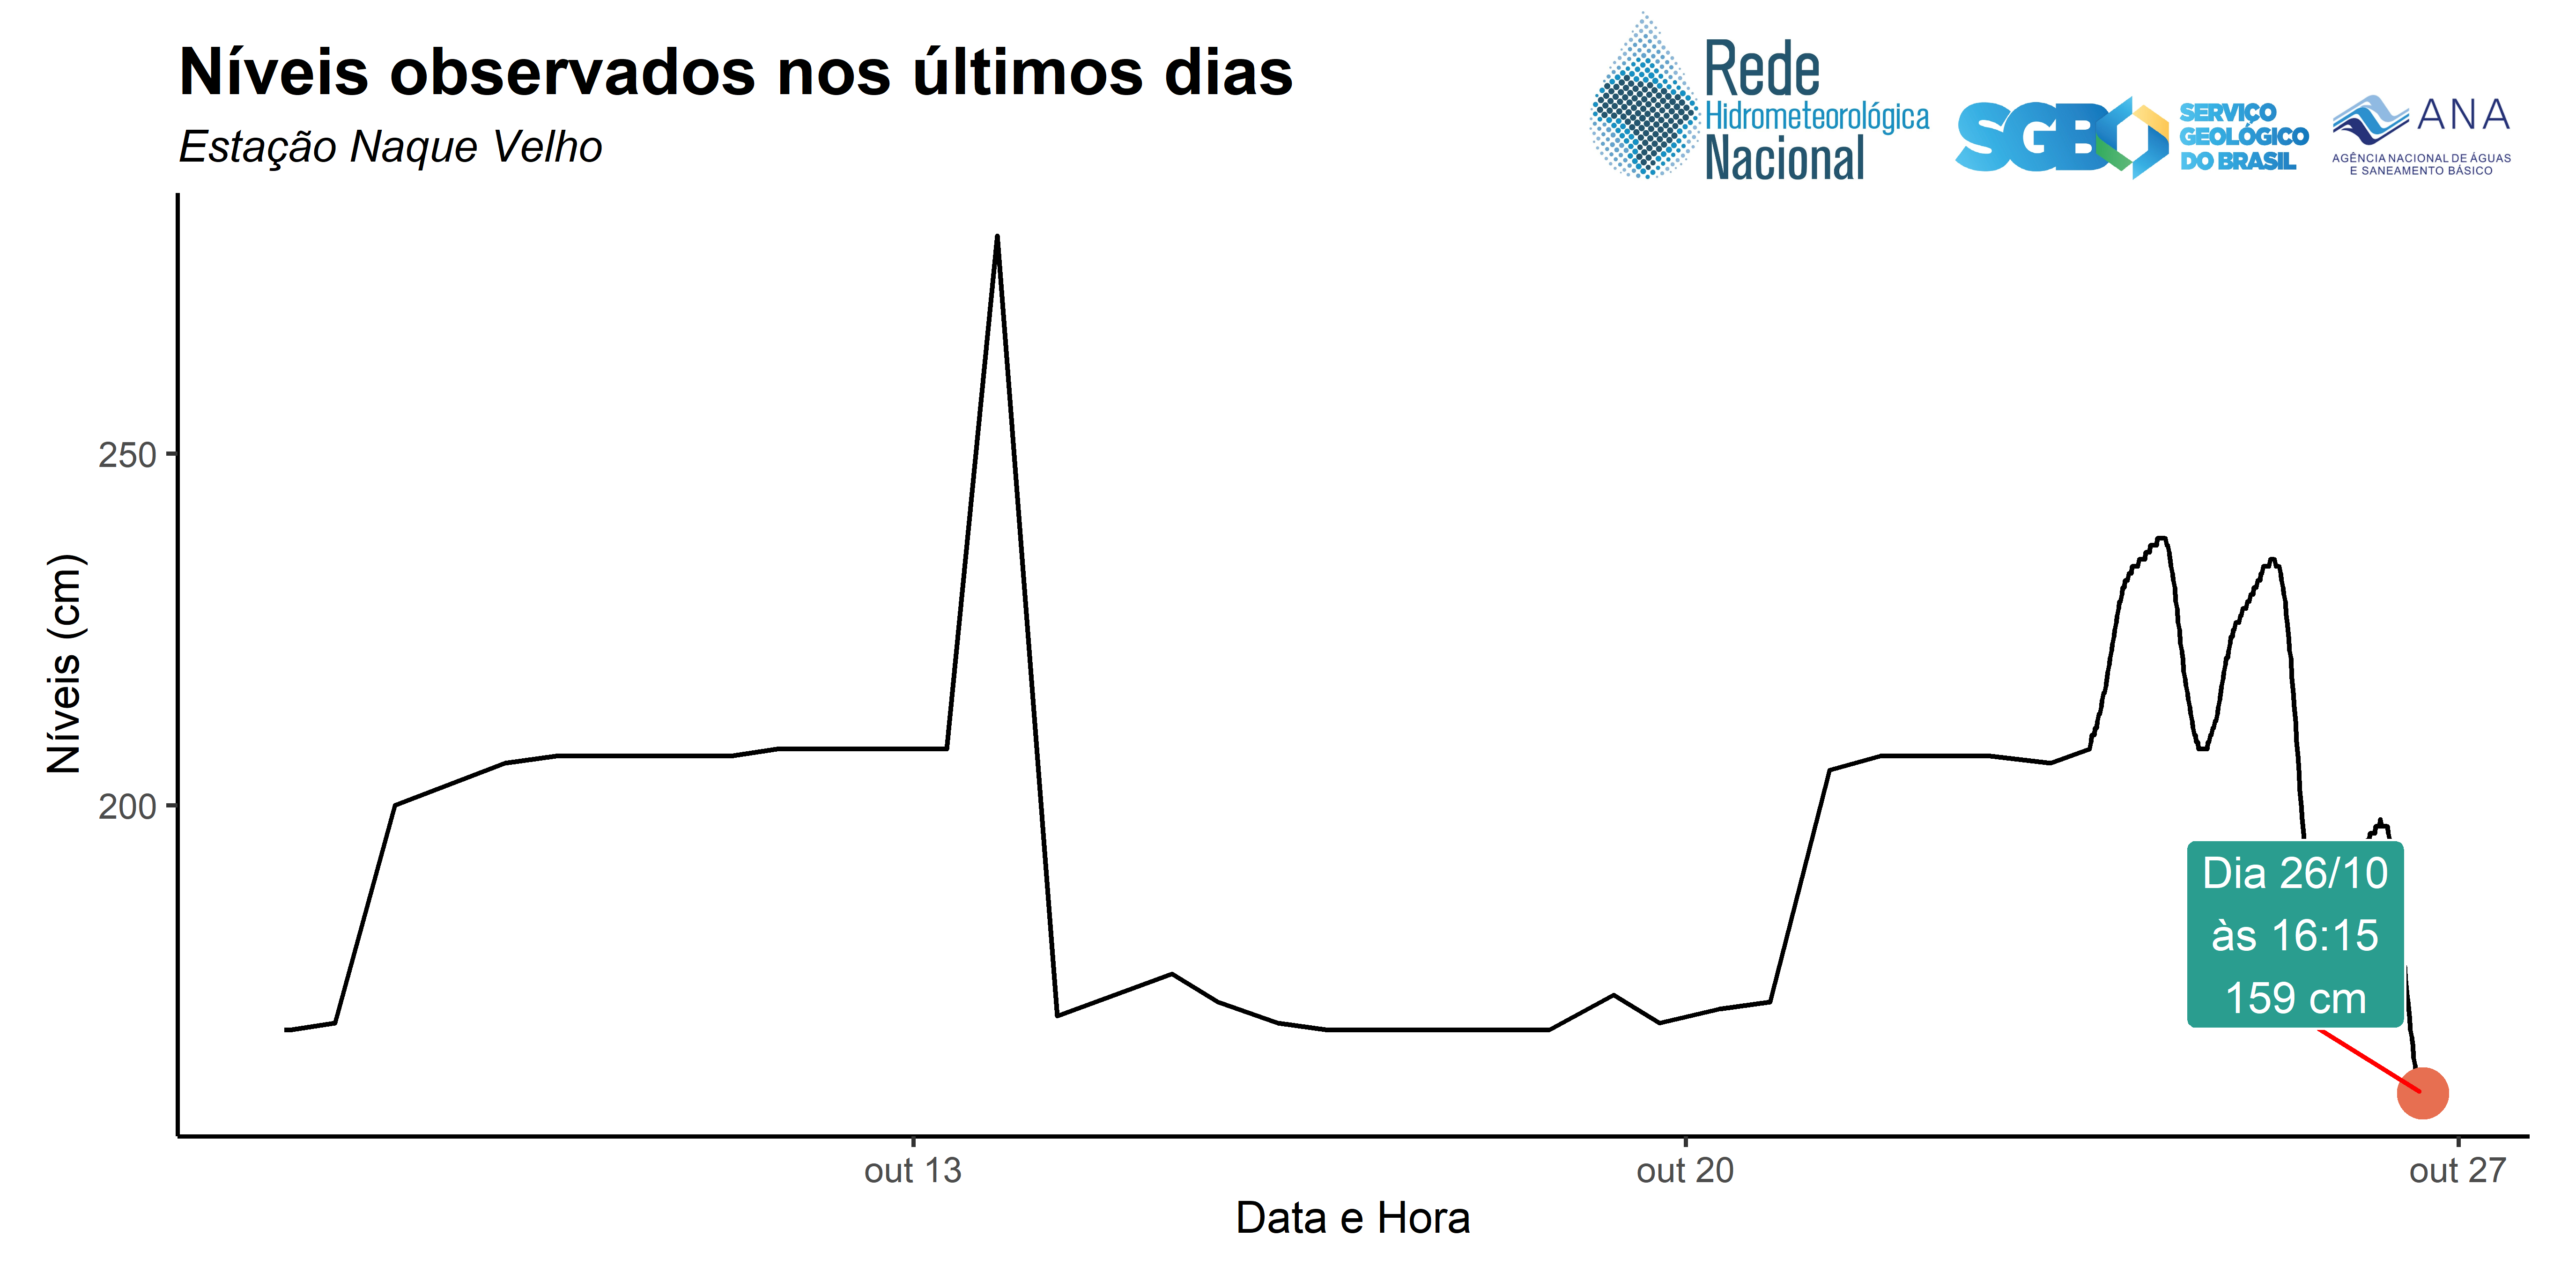 Níveis observados nos últimos dias
Estação Naque Velho
Rede
Hidrometeorológica
Nacional
SGB
SERVIÇO
GEOLÓGICO
DO BRASIL
ANA
AGÊNCIA NACIONAL DE ÁGUAS
E SANEAMENTO BÁSICO
Níveis (cm)
250
200
Dia 26/10
às 16:15
159 cm
out 13
out 20
out 27
Data e Hora